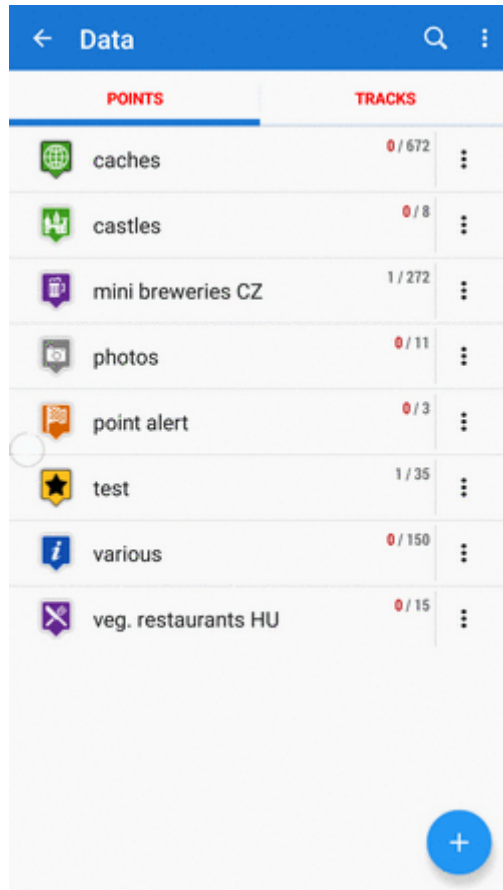 Data
POINTS TRACKS
caches 0 / 672
castles 0 / 8
mini breweries CZ 1 / 272
photos 0 / 11
point alert 0 / 3
test 1 / 35
i various 0 / 150
veg. restaurants HU 0 / 15